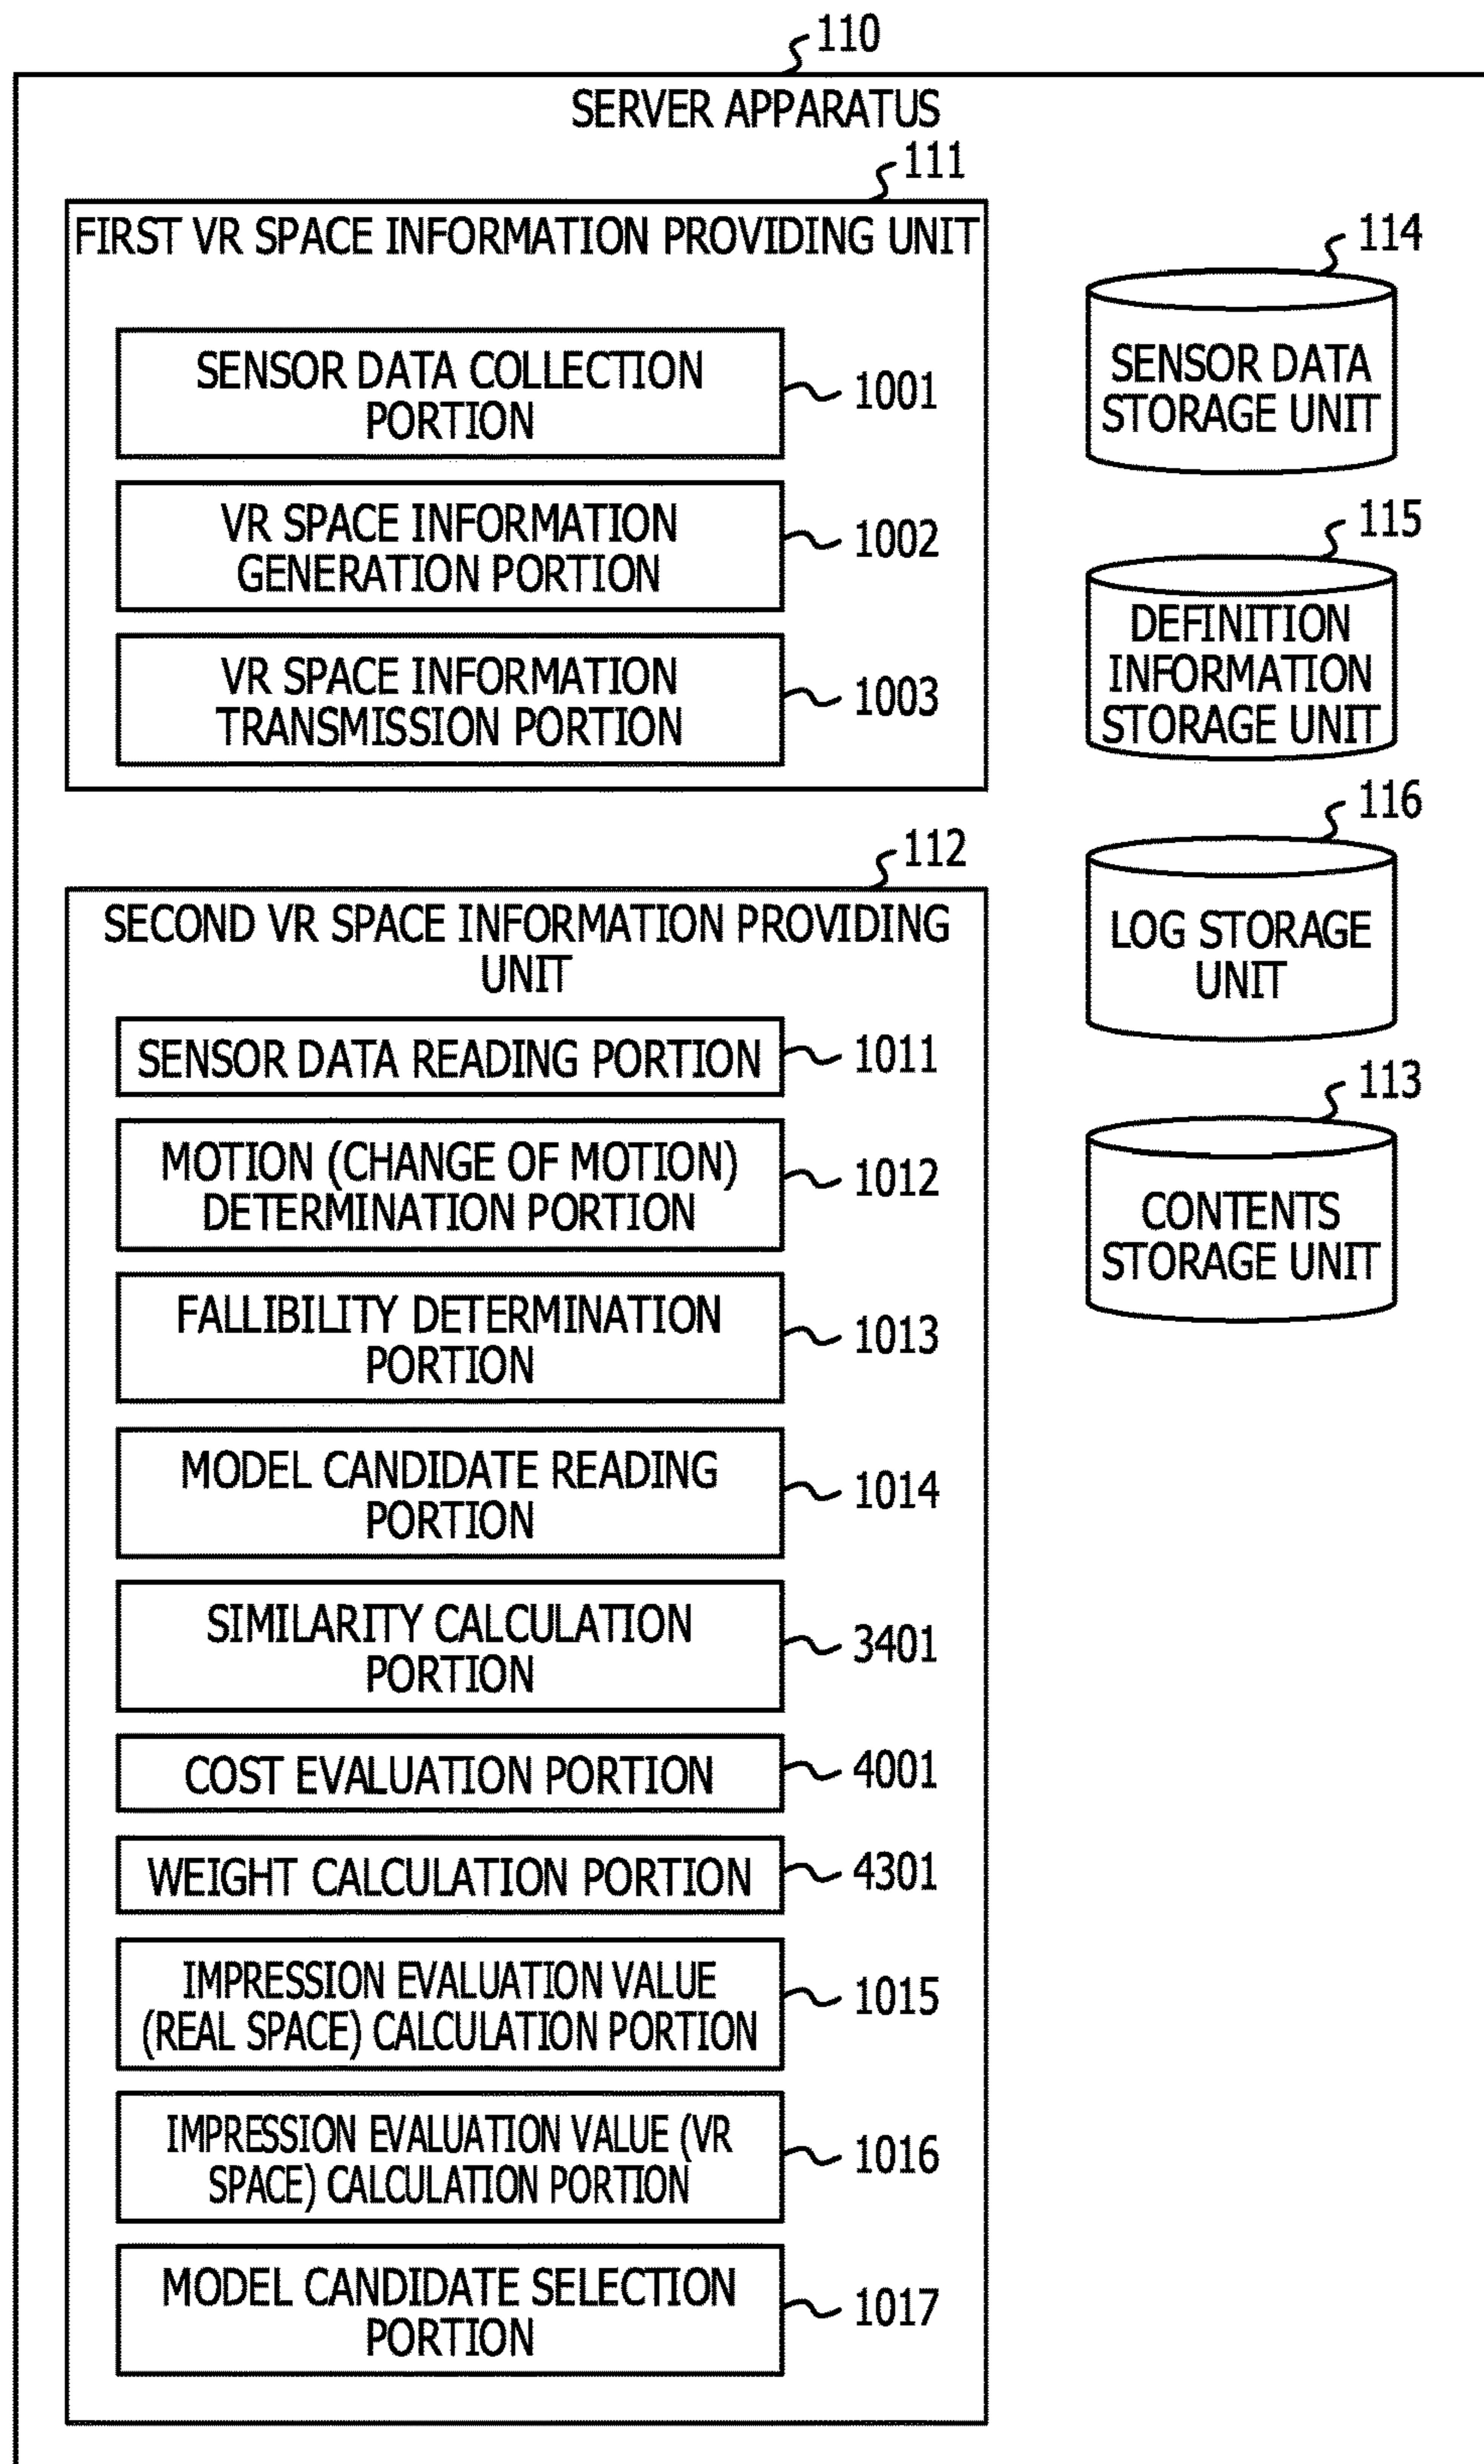 110
SERVER APPARATUS
111
FIRST VR SPACE INFORMATION PROVIDING UNIT
SENSOR DATA COLLECTION
PORTION
1001
VR SPACE INFORMATION
GENERATION PORTION
1002
VR SPACE INFORMATION
TRANSMISSION PORTION
1003
112
SECOND VR SPACE INFORMATION PROVIDING
UNIT
SENSOR DATA READING PORTION
1011
MOTION (CHANGE OF MOTION)
DETERMINATION PORTION
1012
FALLIBILITY DETERMINATION
PORTION
1013
MODEL CANDIDATE READING
PORTION
1014
SIMILARITY CALCULATION
PORTION
3401
COST EVALUATION PORTION
4001
WEIGHT CALCULATION PORTION
4301
IMPRESSION EVALUATION VALUE
(REAL SPACE) CALCULATION PORTION
1015
IMPRESSION EVALUATION VALUE (VR
SPACE) CALCULATION PORTION
1016
MODEL CANDIDATE SELECTION
PORTION
1017
114
SENSOR DATA
STORAGE UNIT
115
DEFINITION
INFORMATION
STORAGE UNIT
116
LOG STORAGE
UNIT
113
CONTENTS
STORAGE UNIT